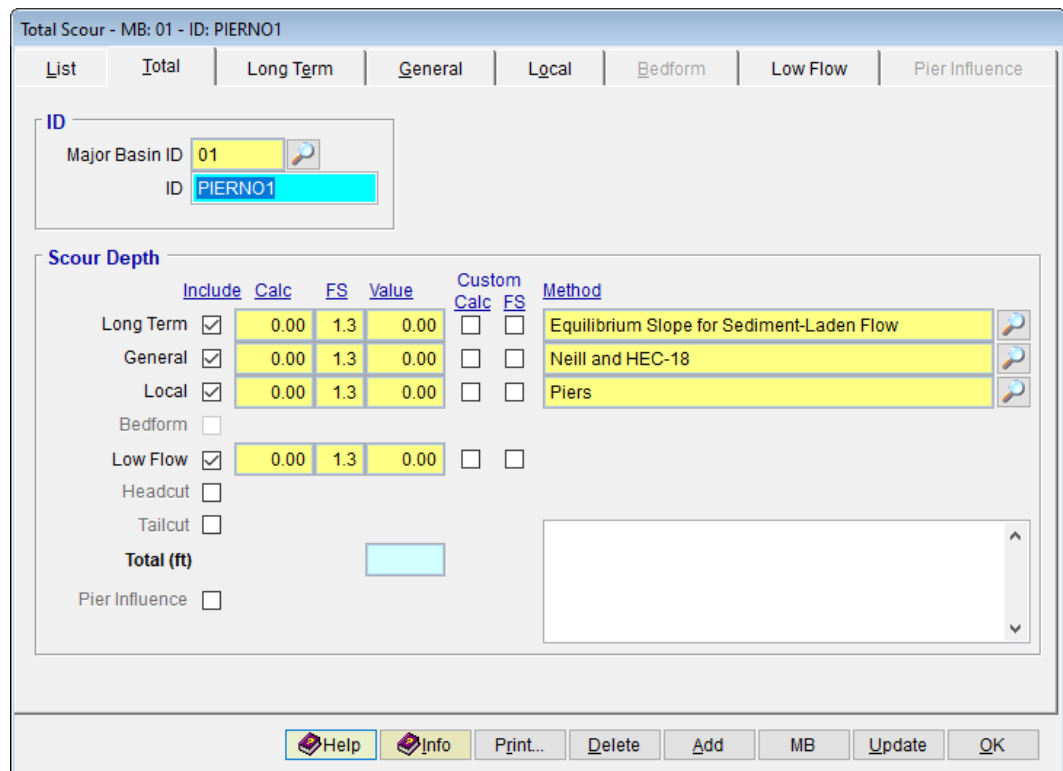 Total Scour - MB: 01 - ID: PIERNO1
List Total Long Term General Local Bedform Low Flow Pier Influence
ID
Major Basin ID 01
ID PIERNO1
Scour Depth
Custom
Include Calc FS Value Calc FS Method
Long Term 0.00 1.3 0.00 Equilibrium Slope for Sediment-Laden Flow
General 0.00 1.3 0.00 Neill and HEC-18
Local 0.00 1.3 0.00 Piers
Bedform
Low Flow 0.00 1.3 0.00
Headcut
Tailcut
Total (ft)
Pier Influence
Help Info Print... Delete Add MB Update OK